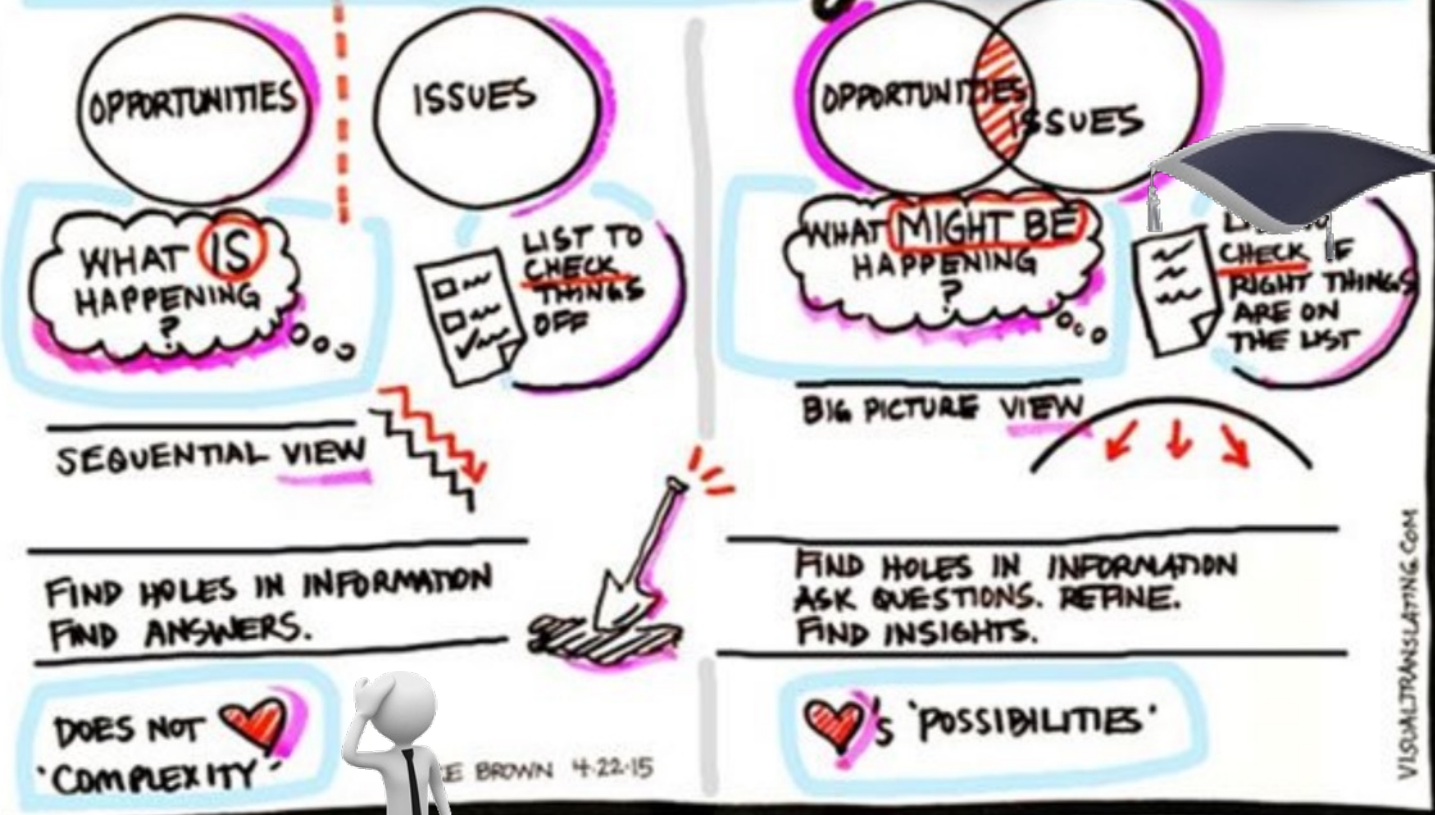 OPPORTUNITIES
ISSUES
WHAT IS
HAPPENING
?
LIST TO
CHECK
THINGS
OFF
SEQUENTIAL VIEW
FIND HOLES IN INFORMATION
FIND ANSWERS.
DOES NOT
'COMPLEXITY'
BROWN 4.22.15
OPPORTUNITIES
ISSUES
WHAT MIGHT BE
HAPPENING
?
CHECK IF
RIGHT THINGS
ARE ON
THE LIST
BIG PICTURE VIEW
FIND HOLES IN INFORMATION
ASK QUESTIONS. REFINE.
FIND INSIGHTS.
's 'POSSIBILITIES'
VISUALTRANSLATING.COM